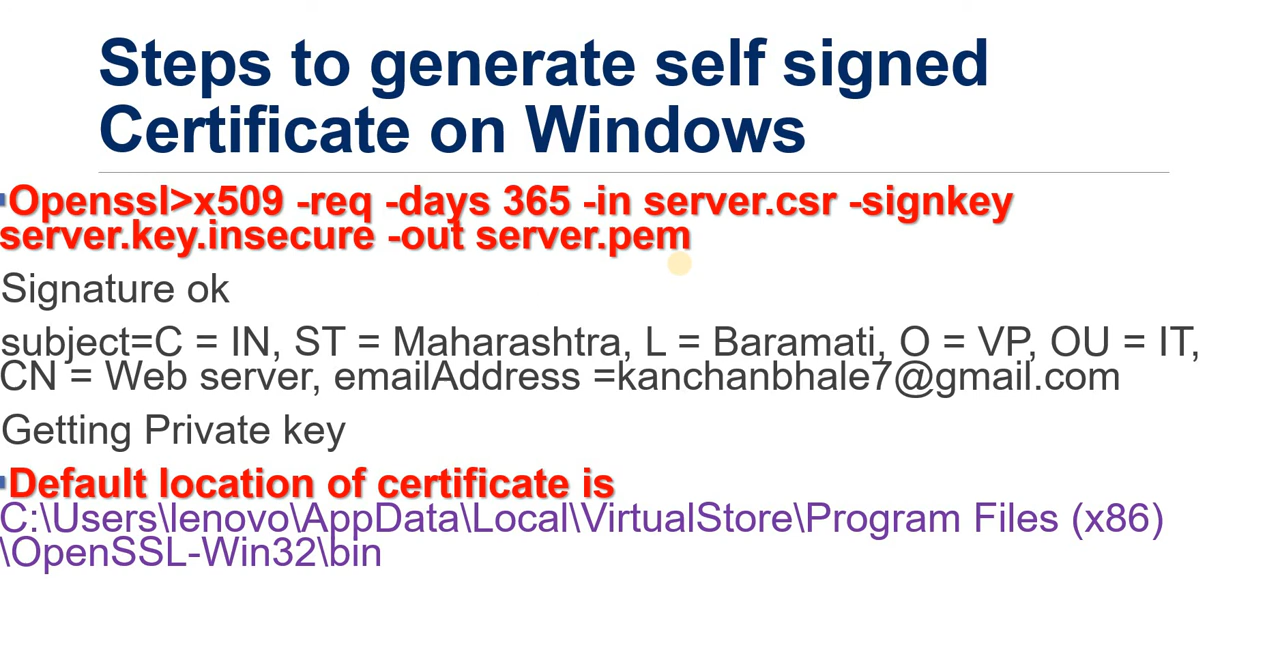 Steps to generate self signed
Certificate on Windows
▪Openssl>x509 -req -days 365 -in server.csr -signkey
server.key.insecure -out server.pem
Signature ok
subject=C = IN, ST = Maharashtra, L = Baramati, O = VP, OU = IT,
CN = Web server, emailAddress =kanchanbhale7@gmail.com
Getting Private key
▪Default location of certificate is
C:\Users\lenovo\AppData\Local\VirtualStore\Program Files (x86)
\OpenSSL-Win32\bin